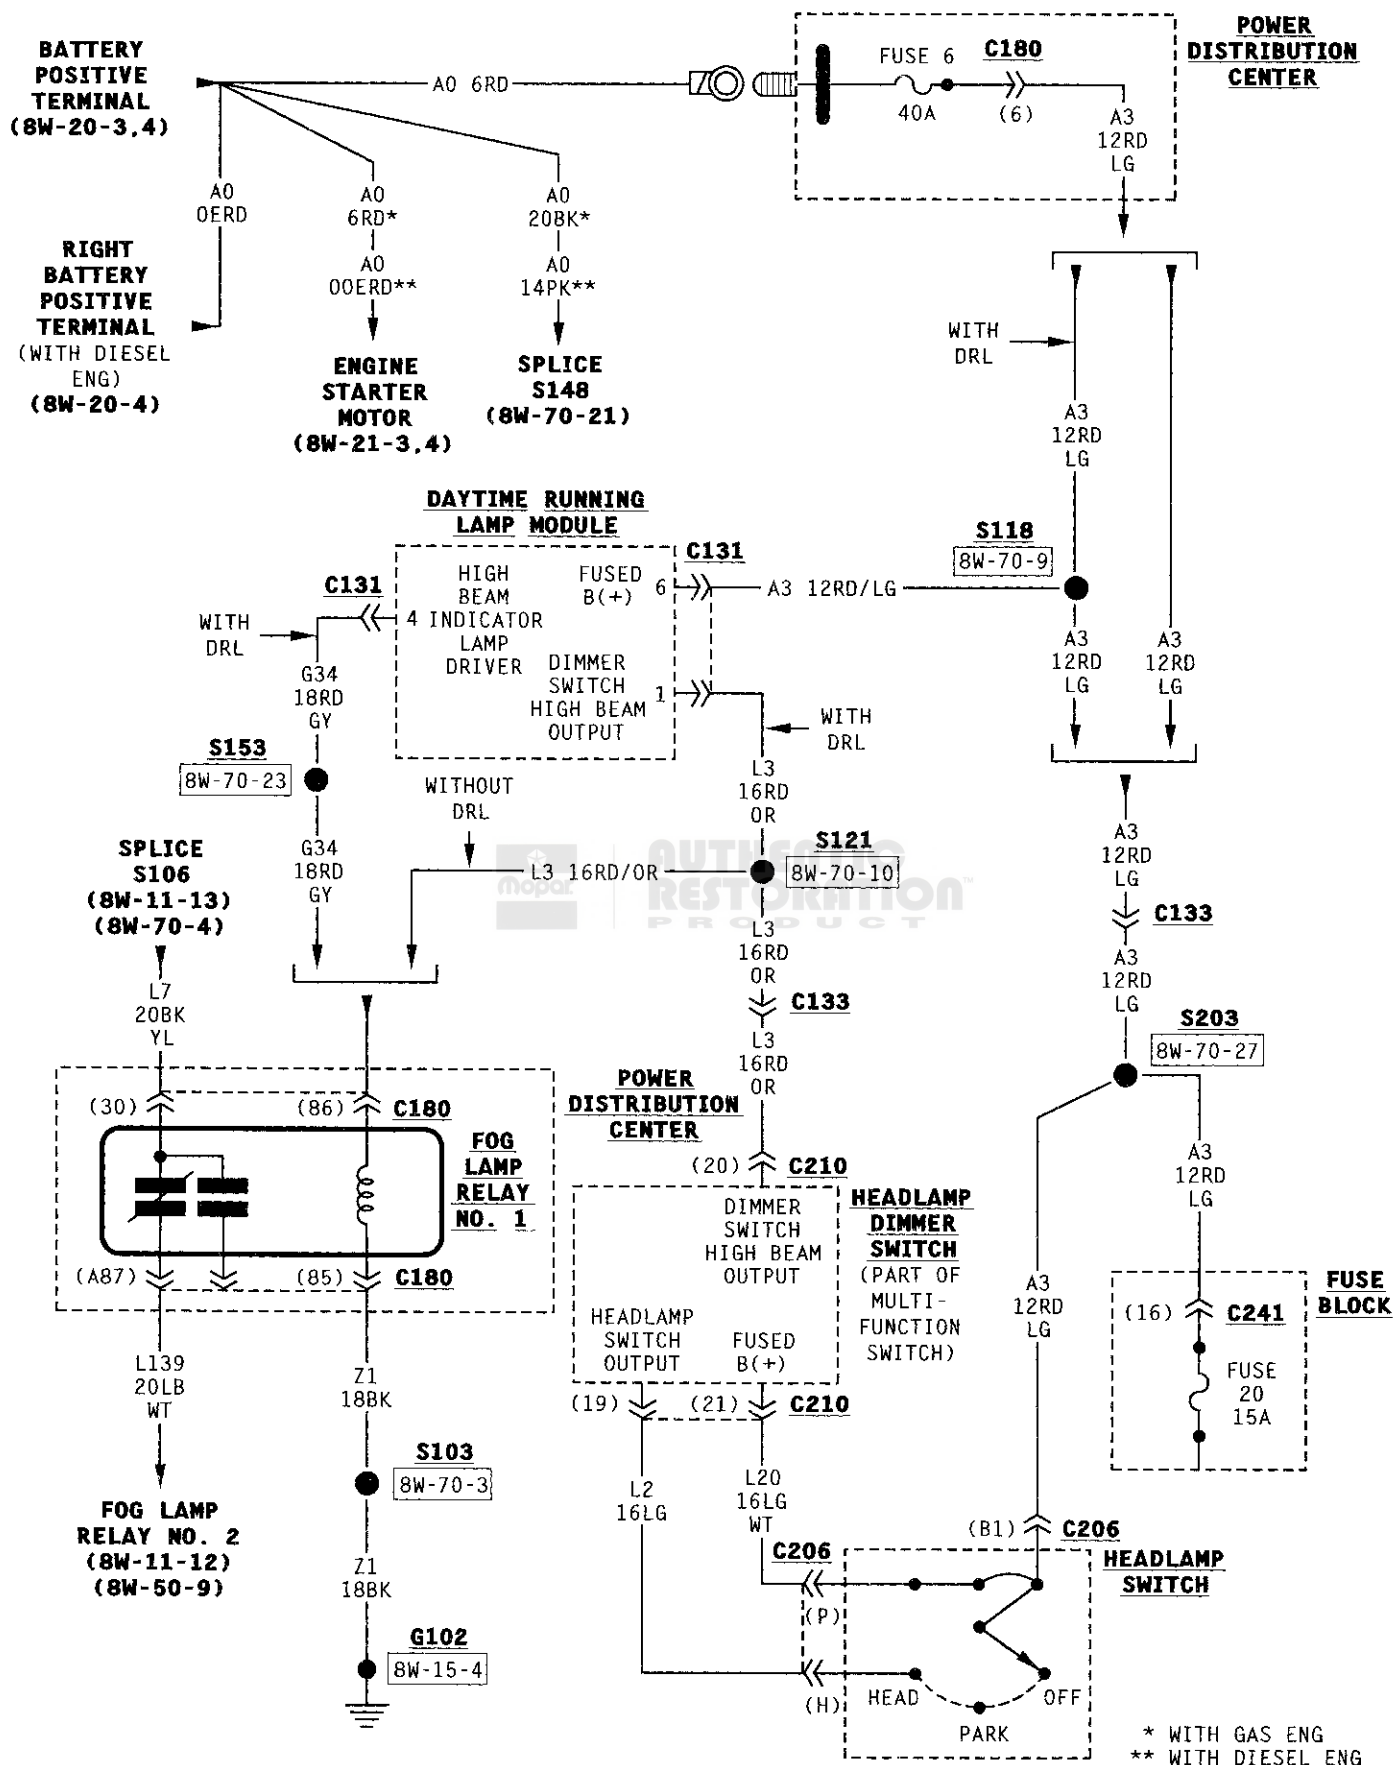 BATTERY
POSITIVE
TERMINAL
(8W-20-3,4)
A0 6RD
FUSE 6
40A
C180
(6)
POWER
DISTRIBUTION
CENTER
A3
12RD
LG
A0
0ERD
A0
6RD*
A0
00ERD**
A0
20BK*
A0
14PK**
RIGHT
BATTERY
POSITIVE
TERMINAL
(WITH DIESEL
ENG)
(8W-20-4)
ENGINE
STARTER
MOTOR
(8W-21-3,4)
SPLICE
S148
(8W-70-21)
WITH
DRL
A3
12RD
LG
DAYTIME RUNNING
LAMP MODULE
C131
4
HIGH
BEAM
INDICATOR
LAMP
DRIVER
FUSED
B(+)
6
C131
A3 12RD/LG
S118
8W-70-9
DIMMER
SWITCH
HIGH BEAM
OUTPUT
1
WITH
DRL
G34
18RD
GY
WITH
DRL
A3
12RD
LG
A3
12RD
LG
S153
8W-70-23
WITHOUT
DRL
L3
16RD
OR
G34
18RD
GY
L3 16RD/OR
S121
8W-70-10
mopar
AUTHENTIC
RESTORATION™
PRODUCT
A3
12RD
LG
C133
SPLICE
S106
(8W-11-13)
(8W-70-4)
L3
16RD
OR
C133
A3
12RD
LG
L7
20BK
YL
L3
16RD
OR
S203
8W-70-27
(30)
(86)
C180
POWER
DISTRIBUTION
CENTER
FOG
LAMP
RELAY
NO. 1
(A87)
(85)
C180
(20)
C210
DIMMER
SWITCH
HIGH BEAM
OUTPUT
HEADLAMP
SWITCH
OUTPUT
FUSED
B(+)
HEADLAMP
DIMMER
SWITCH
(PART OF
MULTI-
FUNCTION
SWITCH)
A3
12RD
LG
A3
12RD
LG
(16)
C241
FUSE
BLOCK
FUSE
20
15A
(19)
(21)
C210
L139
20LB
WT
Z1
18BK
S103
8W-70-3
L2
16LG
L20
16LG
WT
FOG LAMP
RELAY NO. 2
(8W-11-12)
(8W-50-9)
Z1
18BK
G102
8W-15-4
(B1)
C206
C206
(P)
(H)
HEADLAMP
SWITCH
HEAD
OFF
PARK
* WITH GAS ENG
** WITH DIESEL ENG